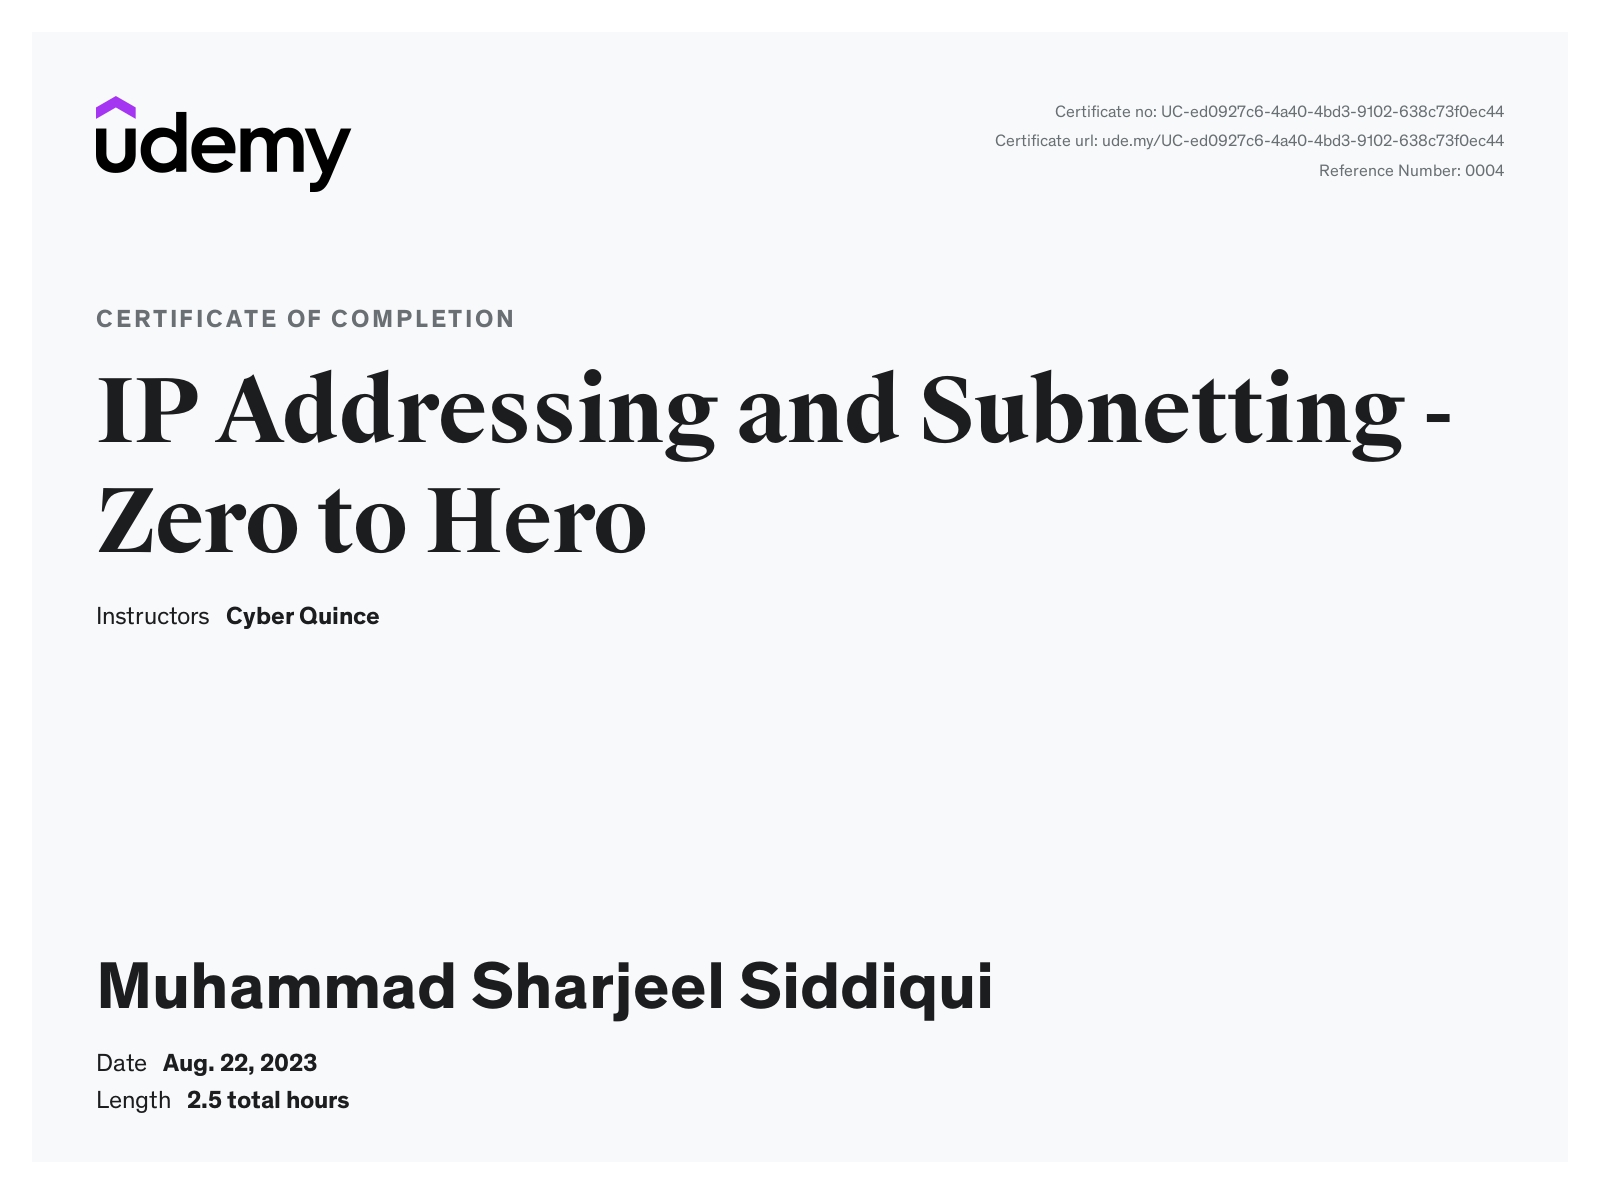 udemy
Certificate no: UC-ed0927c6-4a40-4bd3-9102-638c73f0ec44
Certificate url: ude.my/UC-ed0927c6-4a40-4bd3-9102-638c73f0ec44
Reference Number: 0004
CERTIFICATE OF COMPLETION
IP Addressing and Subnetting -
Zero to Hero
Instructors Cyber Quince
Muhammad Sharjeel Siddiqui
Date Aug. 22, 2023
Length 2.5 total hours